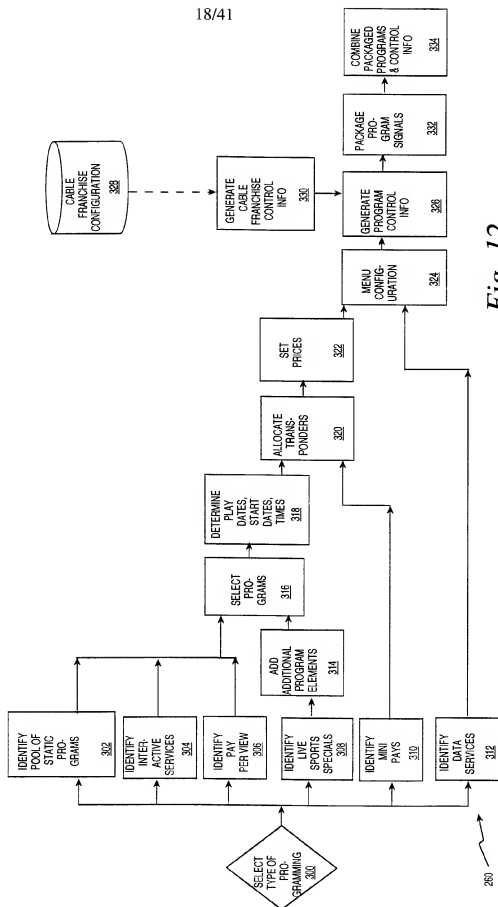 18/41
SELECT
TYPE OF
PRO-
GRAMMING
300
IDENTIFY
POOL OF
STATIC PRO-
GRAMS
302
IDENTIFY
INTER-
ACTIVE
SERVICES
304
IDENTIFY
PAY
PER VIEW
306
IDENTIFY
LIVE
SPORTS
SPECIALS
308
IDENTIFY
MINI
PAYS
310
IDENTIFY
DATA
SERVICES
312
ADD
ADDITIONAL
PROGRAM
ELEMENTS
314
SELECT
PRO-
GRAMS
316
DETERMINE
PLAY
DATES, START
DATES, TIMES
318
ALLOCATE
TRANS-
PONDERS
320
SET
PRICES
322
MENU
CONFIG-
URATION
324
CABLE
FRANCHISE
CONFIGURATION
328
GENERATE
CABLE
FRANCHISE
CONTROL
INFO
330
GENERATE
PROGRAM
CONTROL
INFO
326
PACKAGE
PRO-
GRAM
SIGNALS
332
COMBINE
PACKAGED
PROGRAMS
& CONTROL
INFO
334
260
Fig. 12